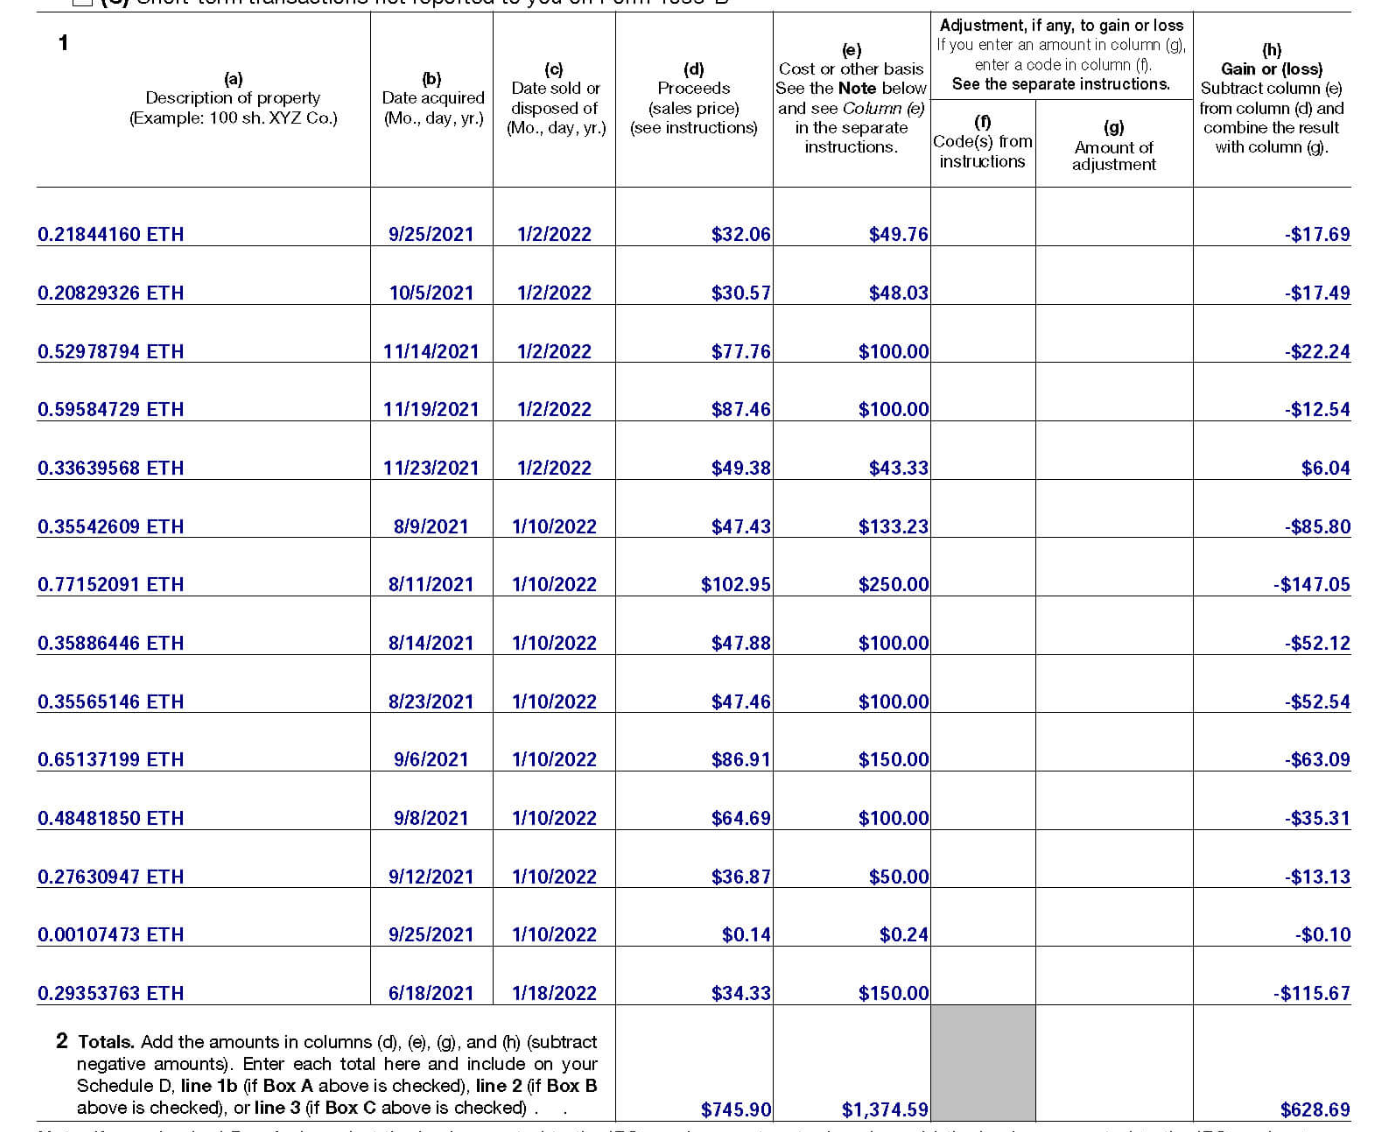 (C) Short-term transactions not reported to you on Form 1099-B
1
(a)
Description of property
(Example: 100 sh. XYZ Co.)
(b)
Date acquired
(Mo., day, yr.)
(c)
Date sold or
disposed of
(Mo., day, yr.)
(d)
Proceeds
(sales price)
(see instructions)
(e)
Cost or other basis
See the Note below
and see Column (e)
in the separate
instructions.
Adjustment, if any, to gain or loss
If you enter an amount in column (g),
enter a code in column (f).
See the separate instructions.
(f)
Code(s) from
instructions
(g)
Amount of
adjustment
(h)
Gain or (loss)
Subtract column (e)
from column (d) and
combine the result
with column (g).
0.21844160 ETH 9/25/2021 1/2/2022 $32.06 $49.76 -$17.69
0.20829326 ETH 10/5/2021 1/2/2022 $30.57 $48.03 -$17.49
0.52978794 ETH 11/14/2021 1/2/2022 $77.76 $100.00 -$22.24
0.59584729 ETH 11/19/2021 1/2/2022 $87.46 $100.00 -$12.54
0.33639568 ETH 11/23/2021 1/2/2022 $49.38 $43.33 $6.04
0.35542609 ETH 8/9/2021 1/10/2022 $47.43 $133.23 -$85.80
0.77152091 ETH 8/11/2021 1/10/2022 $102.95 $250.00 -$147.05
0.35886446 ETH 8/14/2021 1/10/2022 $47.88 $100.00 -$52.12
0.35565146 ETH 8/23/2021 1/10/2022 $47.46 $100.00 -$52.54
0.65137199 ETH 9/6/2021 1/10/2022 $86.91 $150.00 -$63.09
0.48481850 ETH 9/8/2021 1/10/2022 $64.69 $100.00 -$35.31
0.27630947 ETH 9/12/2021 1/10/2022 $36.87 $50.00 -$13.13
0.00107473 ETH 9/25/2021 1/10/2022 $0.14 $0.24 -$0.10
0.29353763 ETH 6/18/2021 1/18/2022 $34.33 $150.00 -$115.67
2 Totals. Add the amounts in columns (d), (e), (g), and (h) (subtract
negative amounts). Enter each total here and include on your
Schedule D, line 1b (if Box A above is checked), line 2 (if Box B
above is checked), or line 3 (if Box C above is checked) . .
$745.90 $1,374.59 $628.69